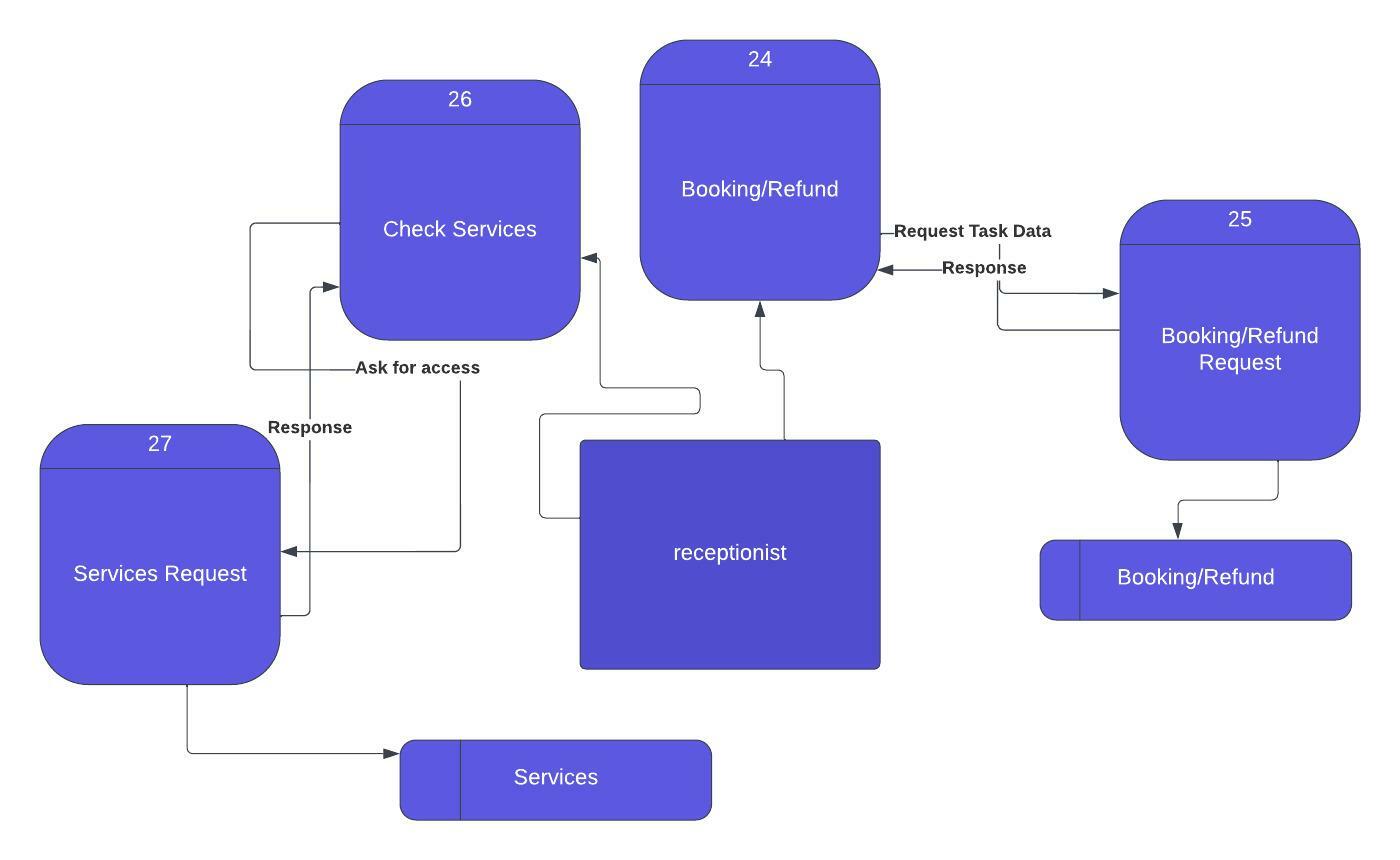 24
Booking/Refund
26
Check Services
25
Booking/Refund
Request
Request Task Data
Response
Ask for access
Response
27
Services Request
receptionist
Booking/Refund
Services